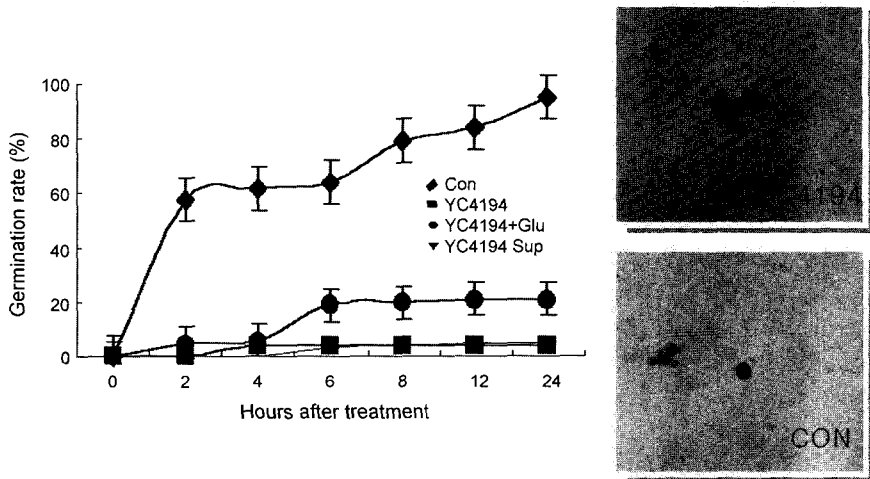 Germination rate (%)
100
80
60
40
20
0
0 2 4 6 8 12 24
Hours after treatment
Con
YC4194
YC4194+Glu
YC4194 Sup
4194
CON